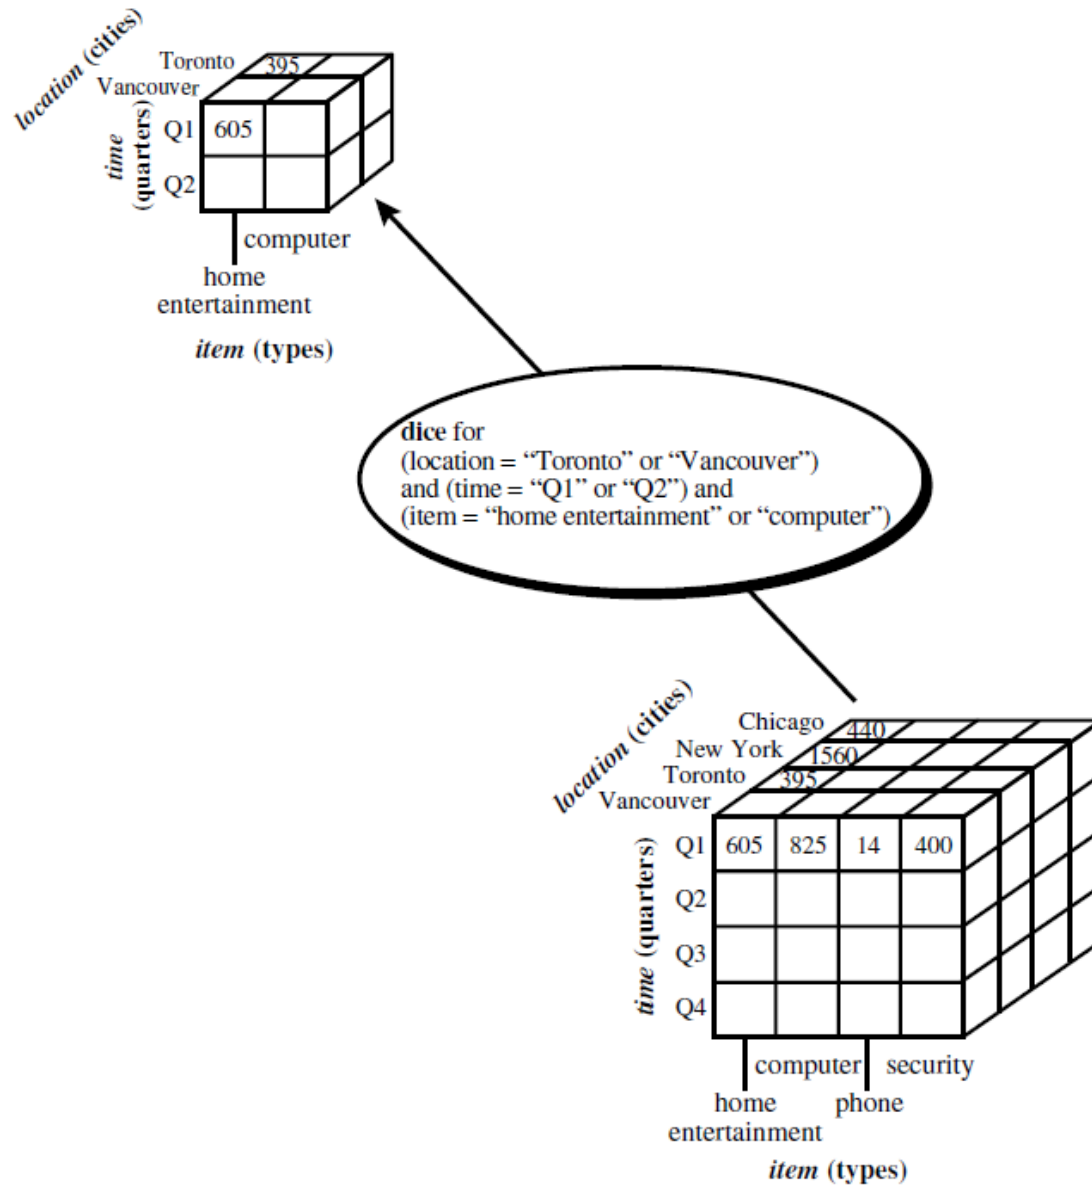 location (cities)
Toronto
395
Vancouver
time
(quarters)
Q1
605
Q2
computer
home
entertainment
item (types)
dice for
(location = “Toronto” or “Vancouver”)
and (time = “Q1” or “Q2”) and
(item = “home entertainment” or “computer”)
location (cities)
Chicago
440
New York
1560
Toronto
395
Vancouver
time (quarters)
Q1
605 825 14 400
Q2
Q3
Q4
computer
security
home
entertainment
phone
item (types)